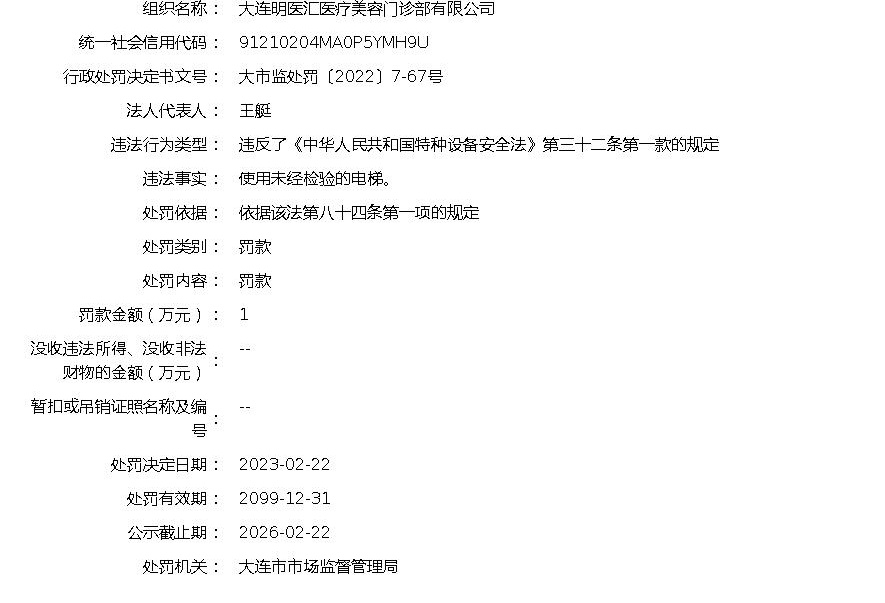 组织名称： 大连明医汇医疗美容门诊部有限公司
统一社会信用代码： 91210204MA0P5YMH9U
行政处罚决定书文号： 大市监处罚〔2022〕7-67号
法人代表人： 王艇
违法行为类型： 违反了《中华人民共和国特种设备安全法》第三十二条第一款的规定
违法事实： 使用未经检验的电梯。
处罚依据： 依据该法第八十四条第一项的规定
处罚类别： 罚款
处罚内容： 罚款
罚款金额（万元）： 1
没收违法所得、没收非法
财物的金额（万元）： --
暂扣或吊销证照名称及编
号： --
处罚决定日期： 2023-02-22
处罚有效期： 2099-12-31
公示截止期： 2026-02-22
处罚机关： 大连市市场监督管理局